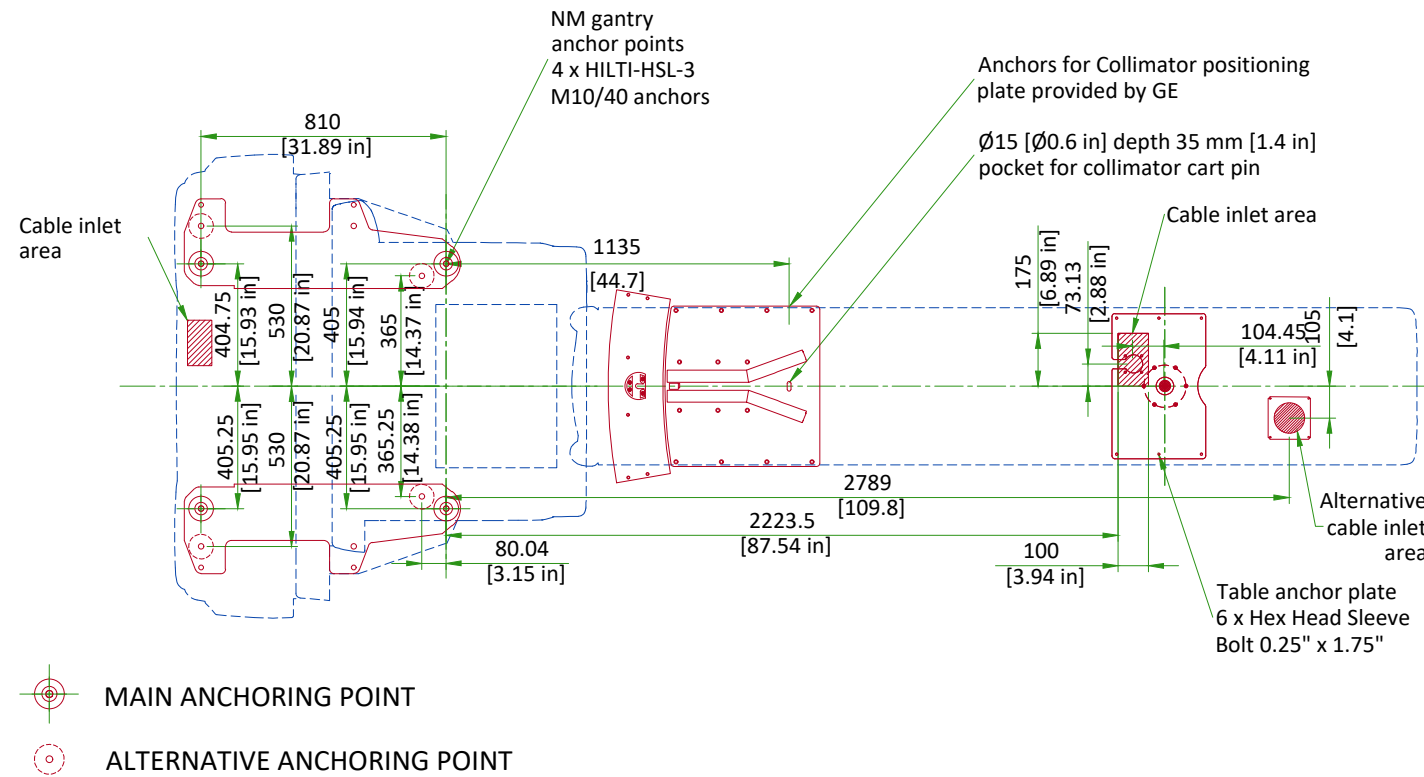 NM gantry
anchor points
4 x HILTI-HSL-3
M10/40 anchors
Anchors for Collimator positioning
plate provided by GE
Ø15 [Ø0.6 in] depth 35 mm [1.4 in]
pocket for collimator cart pin
Cable inlet area
810
[31.89 in]
Cable inlet
area
1135
[44.7]
175
[6.89 in]
73.13
[2.88 in]
104.45
[4.11 in]
105
[4.1]
404.75
[15.93 in]
530
[20.87 in]
405
[15.94 in]
365
[14.37 in]
405.25
[15.95 in]
530
[20.87 in]
405.25
[15.95 in]
365.25
[14.38 in]
2789
[109.8]
2223.5
[87.54 in]
80.04
[3.15 in]
100
[3.94 in]
Alternative
cable inlet
area
Table anchor plate
6 x Hex Head Sleeve
Bolt 0.25" x 1.75"
MAIN ANCHORING POINT
ALTERNATIVE ANCHORING POINT